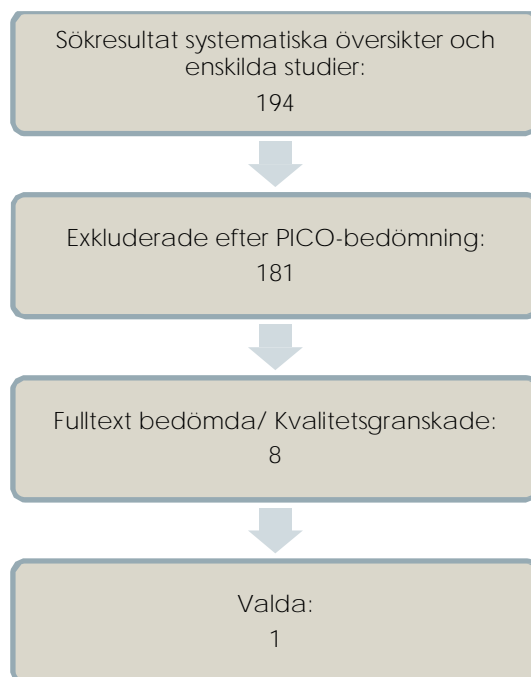 Sökresultat systematiska översikter och
enskilda studier:
194
Exkluderade efter PICO-bedömning:
181
Fulltext bedömda/ Kvalitetsgranskade:
8
Valda:
1